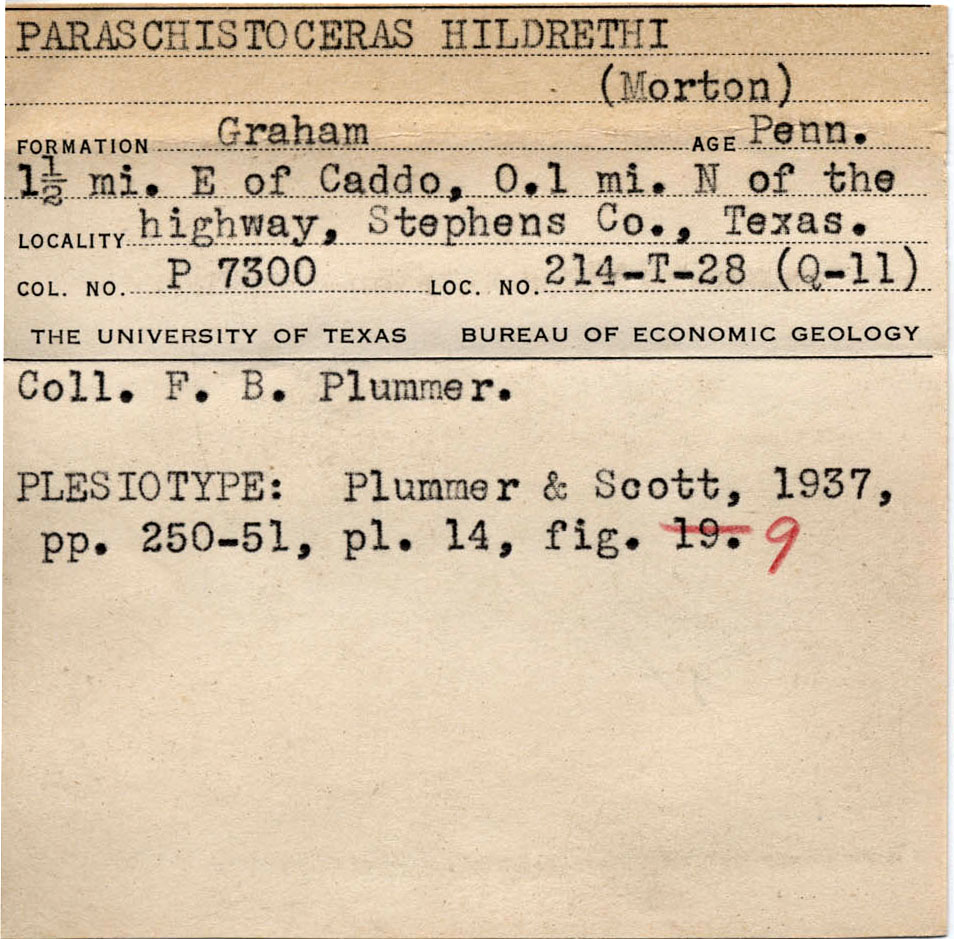 PARASCHISTOCERAS HILDRETHI
(Morton)
FORMATION Graham AGE Penn.
1½ mi. E of Caddo, 0.1 mi. N of the
LOCALITY highway, Stephens Co., Texas.
COL. NO. P 7300 LOC. NO. 214-T-28 (Q-11)
THE UNIVERSITY OF TEXAS BUREAU OF ECONOMIC GEOLOGY
Coll. F. B. Plummer.
PLESIOTYPE: Plummer & Scott, 1937,
pp. 250-51, pl. 14, fig. 19. 9